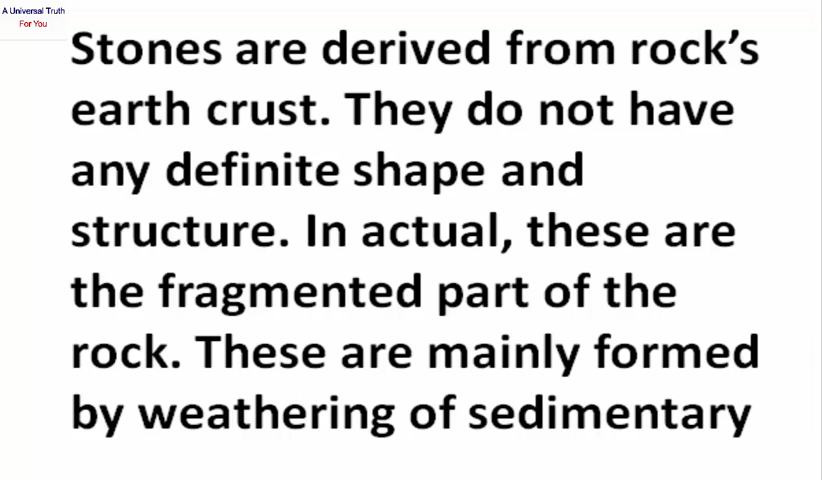 A Universal Truth
For You
Stones are derived from rock’s
earth crust. They do not have
any definite shape and
structure. In actual, these are
the fragmented part of the
rock. These are mainly formed
by weathering of sedimentary